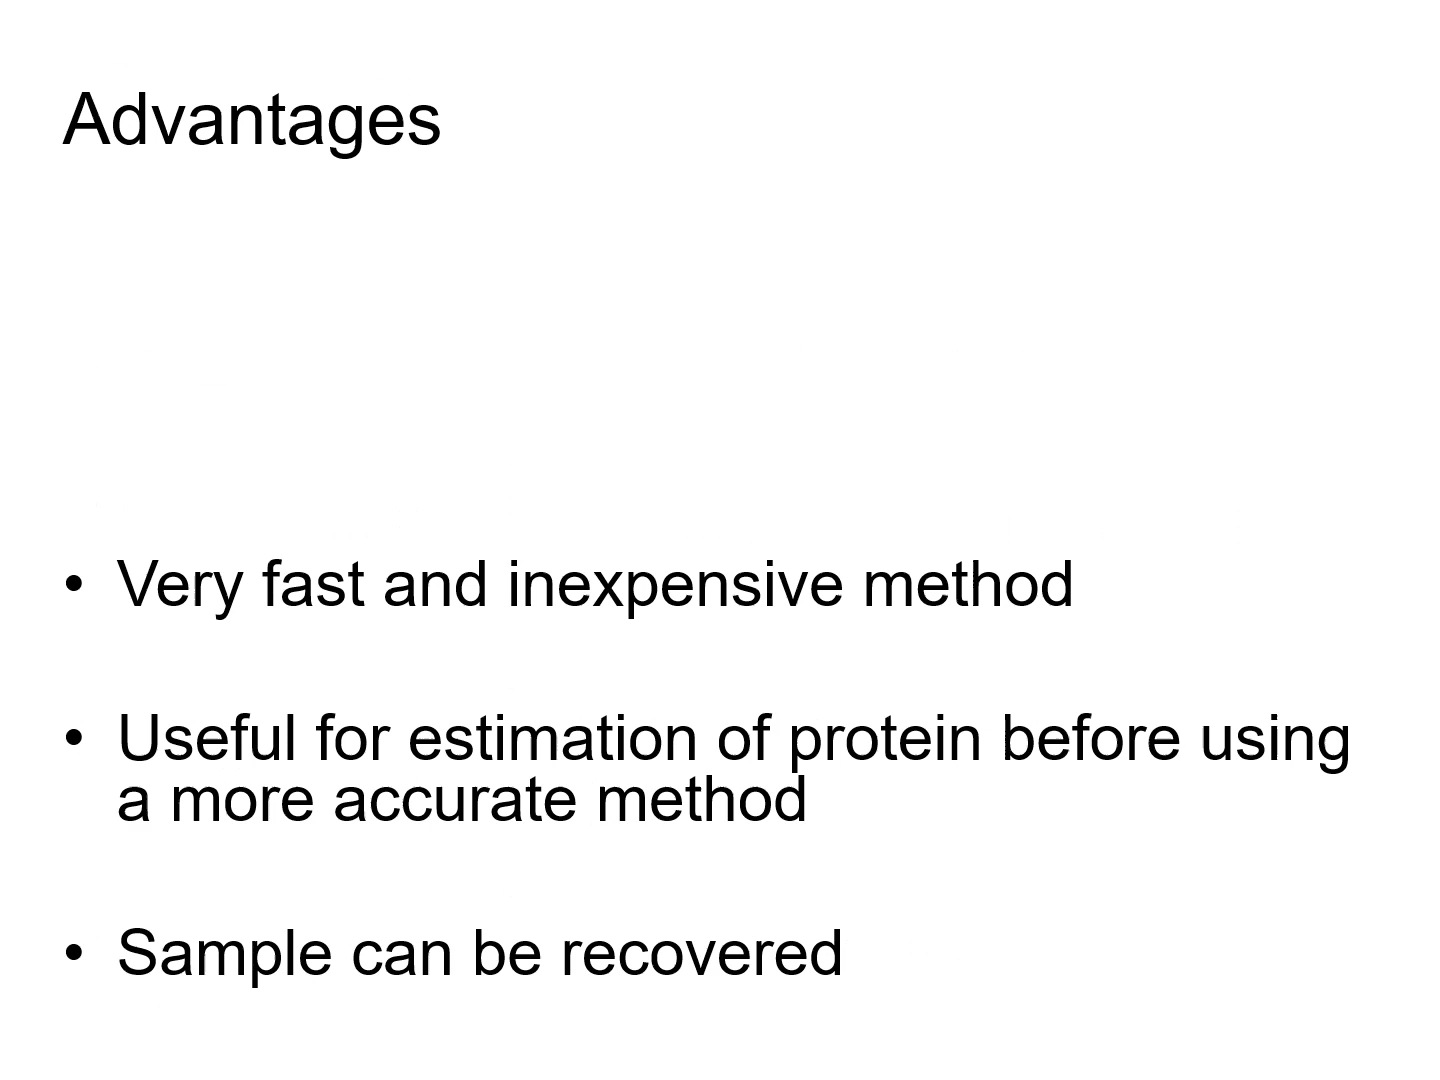 Advantages
• Very fast and inexpensive method
• Useful for estimation of protein before using
a more accurate method
• Sample can be recovered